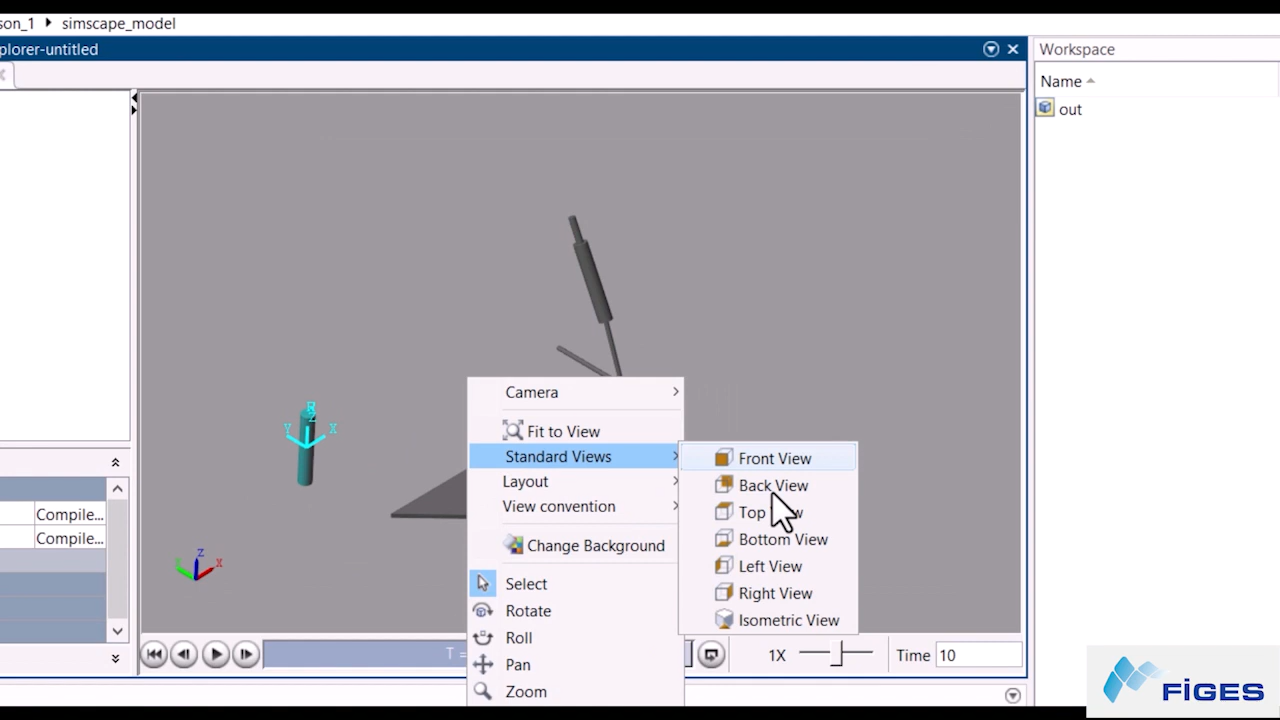 son_1 simscape_model
plorer-untitled
Workspace
Name
out
R
Z
Y X
Camera
Fit to View
Standard Views
Layout
View convention
Change Background
Select
Rotate
Roll
Pan
Zoom
Front View
Back View
Top
Bottom View
Left View
Right View
Isometric View
Compile...
Compile...
Z
X
T =
1X
Time 10
FiGES